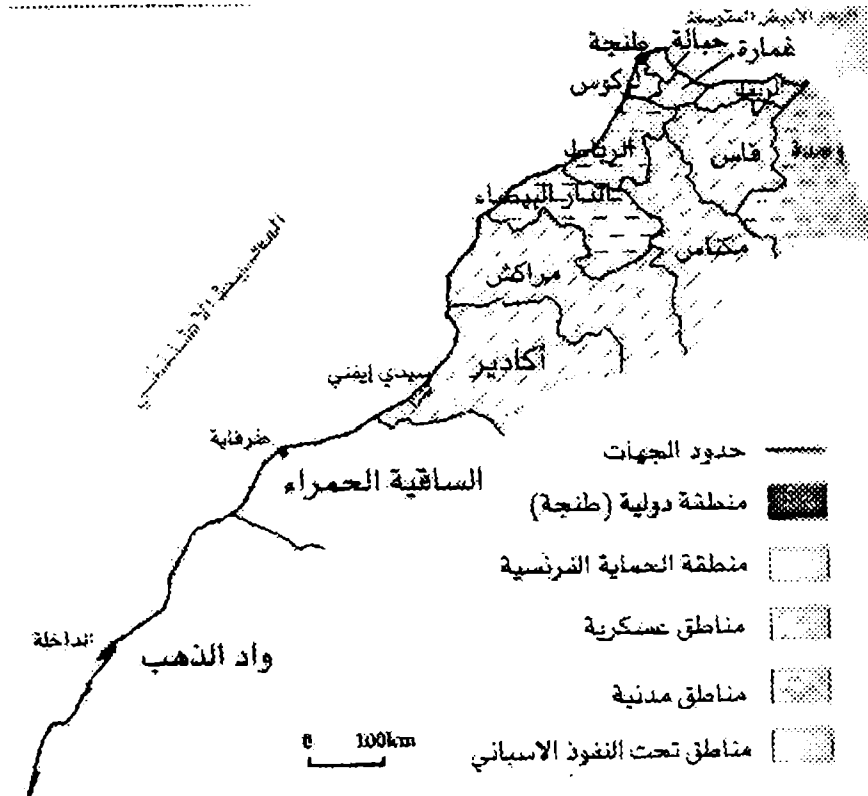 البحر الأبيض المتوسط
طنجة
جبالة
غمارة
لكوس
الريف
الرباط
فاس
وجدة
الدار البيضاء
مكناس
مراكش
أكادير
سيدي إيفني
طرفاية
الساقية الحمراء
الداخلة
واد الذهب
حدود الجهات
منطقة دولية (طنجة)
منطقة الحماية الفرنسية
مناطق عسكرية
مناطق مدنية
مناطق تحت النفوذ الاسباني
0 100km